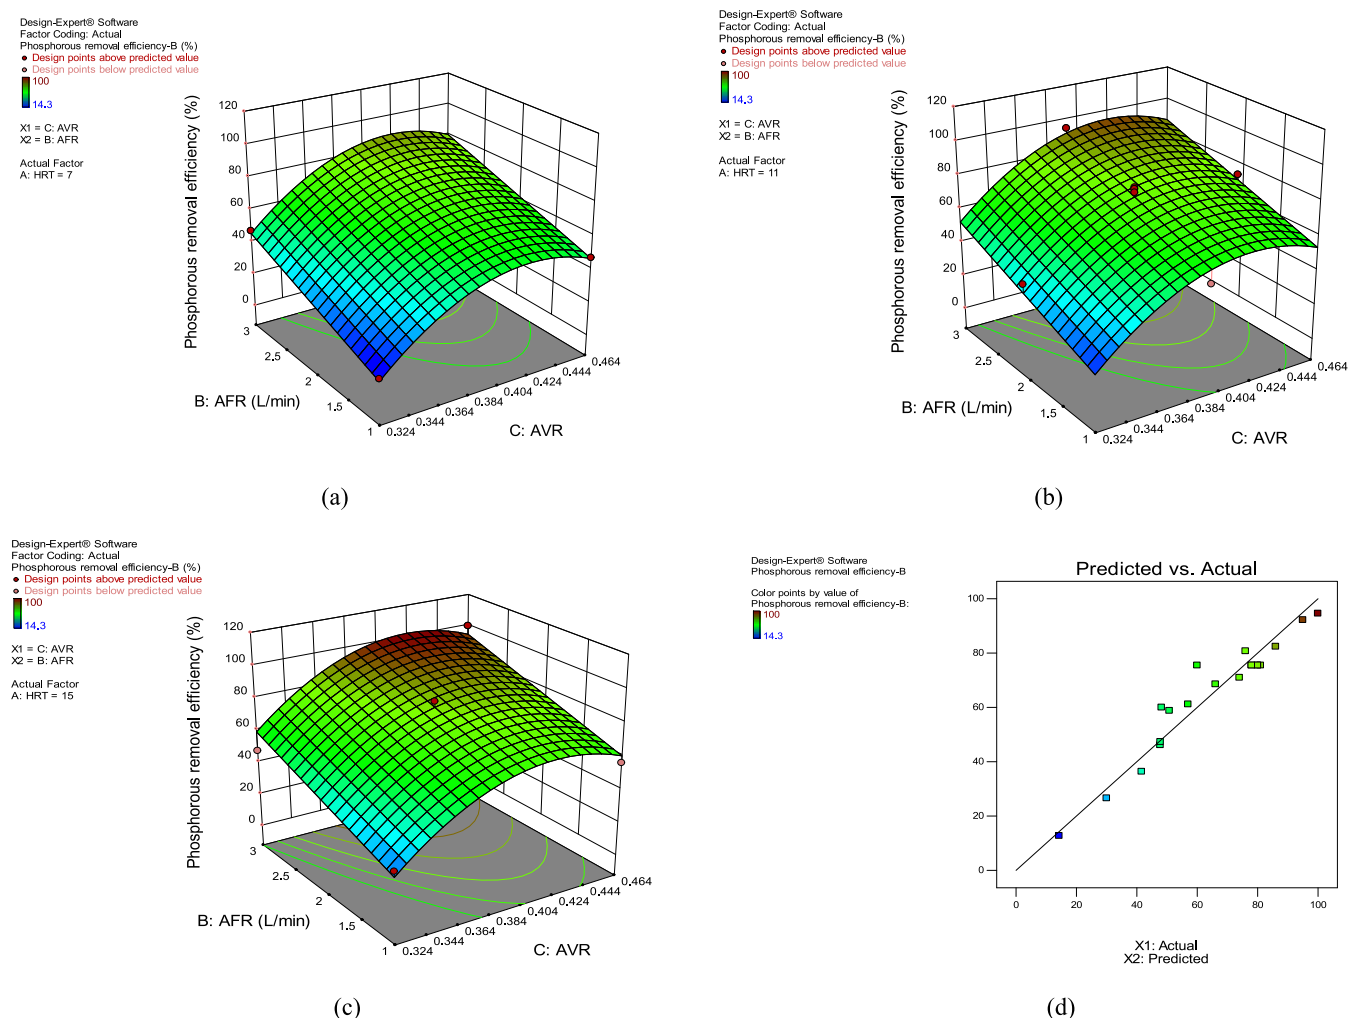 Design-Expert® Software
Factor Coding: Actual
Phosphorous removal efficiency-B (%)
Design points above predicted value
Design points below predicted value
100
14.3
X1 = C: AVR
X2 = B: AFR
Actual Factor
A: HRT = 7
Phosphorous removal efficiency (%)
120
100
80
60
40
20
0
3
2.5
2
1.5
1
B: AFR (L/min)
0.324
0.344
0.364
0.384
0.404
0.424
0.444
0.464
C: AVR
(a)
Design-Expert® Software
Factor Coding: Actual
Phosphorous removal efficiency-B (%)
Design points above predicted value
Design points below predicted value
100
14.3
X1 = C: AVR
X2 = B: AFR
Actual Factor
A: HRT = 11
Phosphorous removal efficiency (%)
120
100
80
60
40
20
0
3
2.5
2
1.5
1
B: AFR (L/min)
0.324
0.344
0.364
0.384
0.404
0.424
0.444
0.464
C: AVR
(b)
Design-Expert® Software
Factor Coding: Actual
Phosphorous removal efficiency-B (%)
Design points above predicted value
Design points below predicted value
100
14.3
X1 = C: AVR
X2 = B: AFR
Actual Factor
A: HRT = 15
Phosphorous removal efficiency (%)
120
100
80
60
40
20
0
3
2.5
2
1.5
1
B: AFR (L/min)
0.324
0.344
0.364
0.384
0.404
0.424
0.444
0.464
C: AVR
(c)
Design-Expert® Software
Phosphorous removal efficiency-B
Color points by value of
Phosphorous removal efficiency-B:
100
14.3
Predicted vs. Actual
100
80
60
40
20
0
0
20
40
60
80
100
X1: Actual
X2: Predicted
(d)